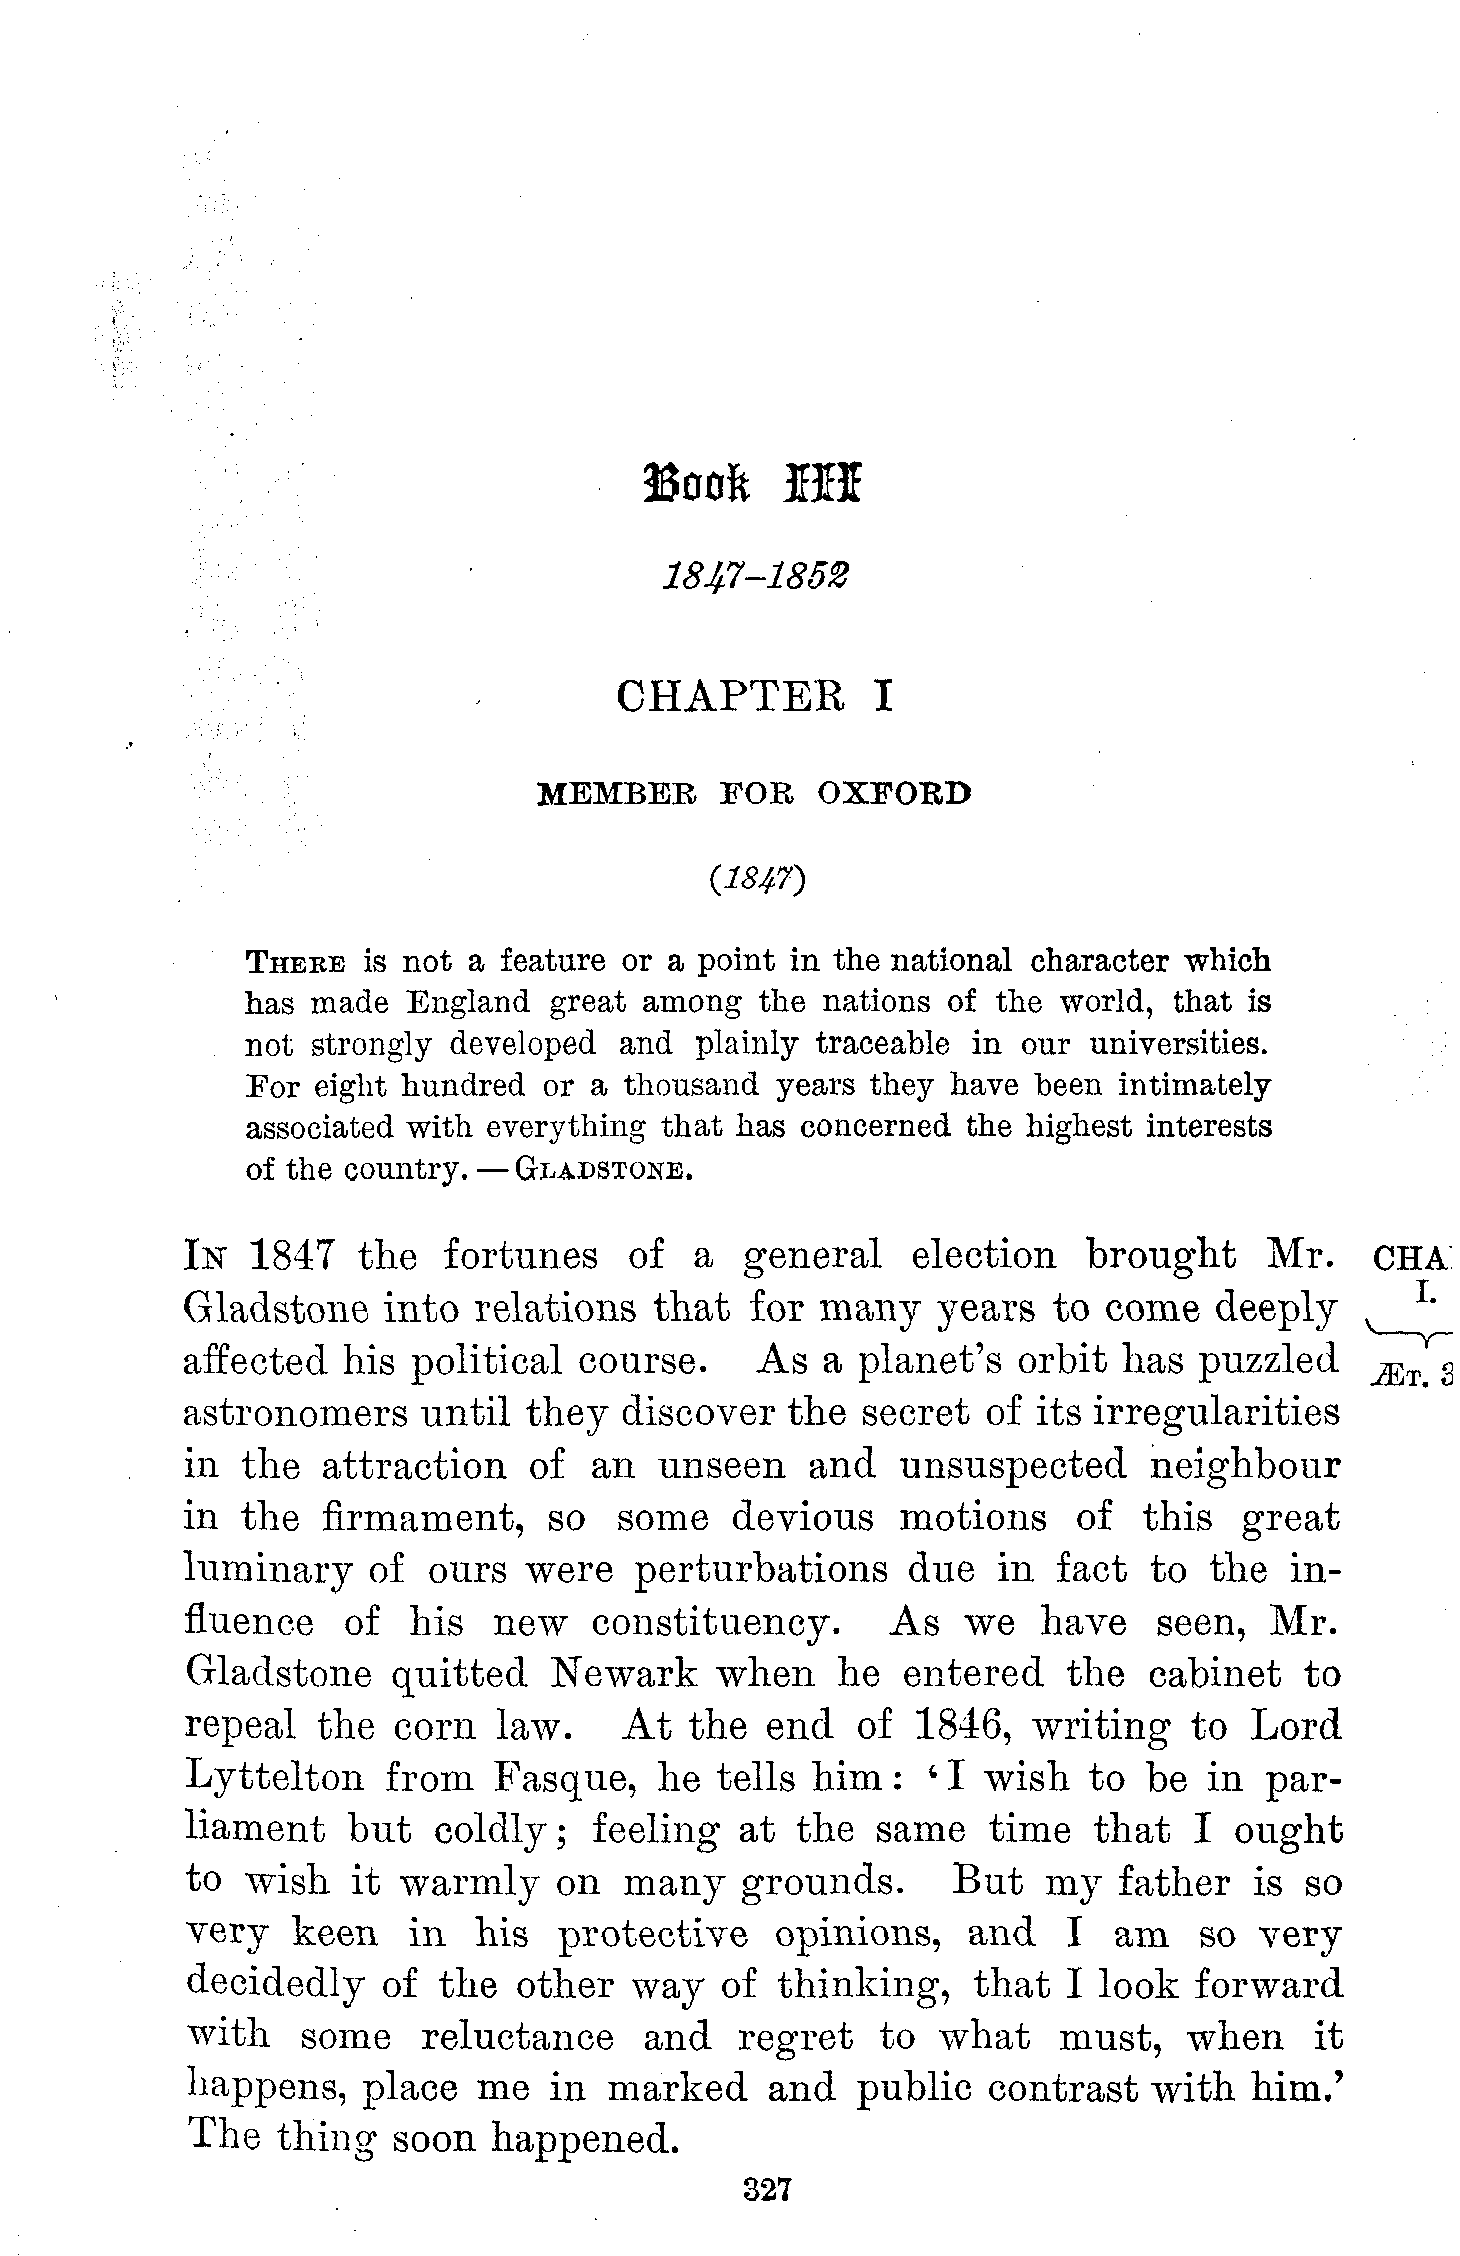 Book III
1847–1852
CHAPTER I
MEMBER FOR OXFORD
(1847)
THERE is not a feature or a point in the national character which
has made England great among the nations of the world, that is
not strongly developed and plainly traceable in our universities.
For eight hundred or a thousand years they have been intimately
associated with everything that has concerned the highest interests
of the country. — GLADSTONE.
IN 1847 the fortunes of a general election brought Mr.
Gladstone into relations that for many years to come deeply
affected his political course. As a planet's orbit has puzzled
astronomers until they discover the secret of its irregularities
in the attraction of an unseen and unsuspected neighbour
in the firmament, so some devious motions of this great
luminary of ours were perturbations due in fact to the in-
fluence of his new constituency. As we have seen, Mr.
Gladstone quitted Newark when he entered the cabinet to
repeal the corn law. At the end of 1846, writing to Lord
Lyttelton from Fasque, he tells him: ‘I wish to be in par-
liament but coldly; feeling at the same time that I ought
to wish it warmly on many grounds. But my father is so
very keen in his protective opinions, and I am so very
decidedly of the other way of thinking, that I look forward
with some reluctance and regret to what must, when it
happens, place me in marked and public contrast with him.’
The thing soon happened.
CHA
I.
ÆT. 3
327